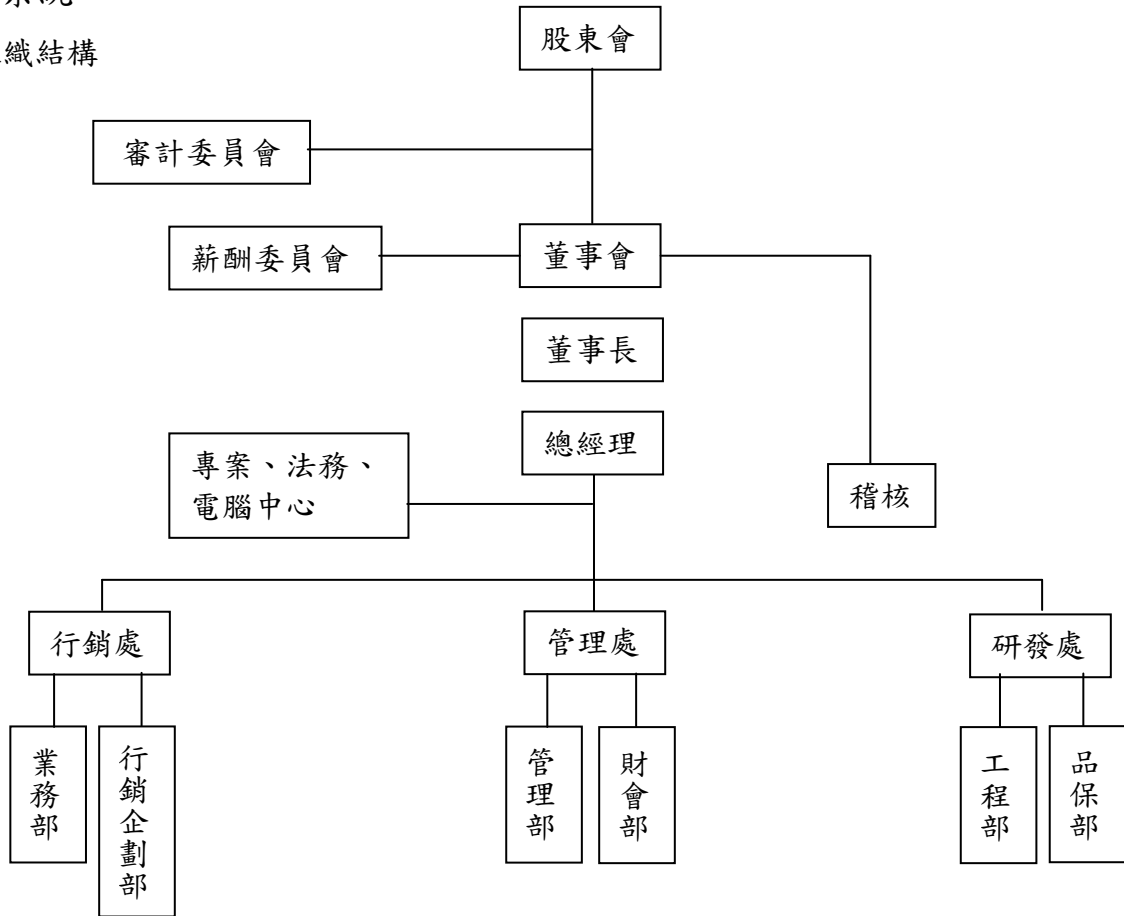 系統
織結構
股東會
審計委員會
薪酬委員會
董事會
董事長
總經理
專案、法務、
電腦中心
稽核
行銷處
管理處
研發處
業務部
行銷企劃部
管理部
財會部
工程部
品保部